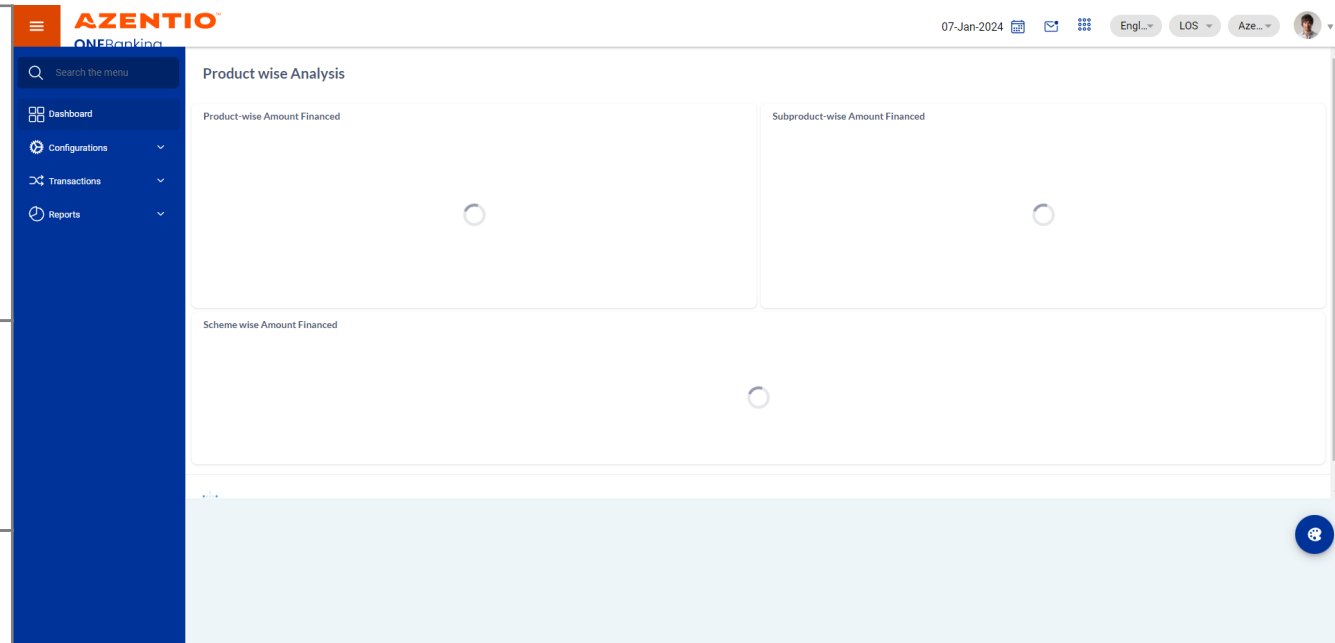 AZENTIO™
ONEBanking
07-Jan-2024 Engl... LOS Aze...
Search the menu
Dashboard
Configurations
Transactions
Reports
Product wise Analysis
Product-wise Amount Financed
Subproduct-wise Amount Financed
Scheme wise Amount Financed